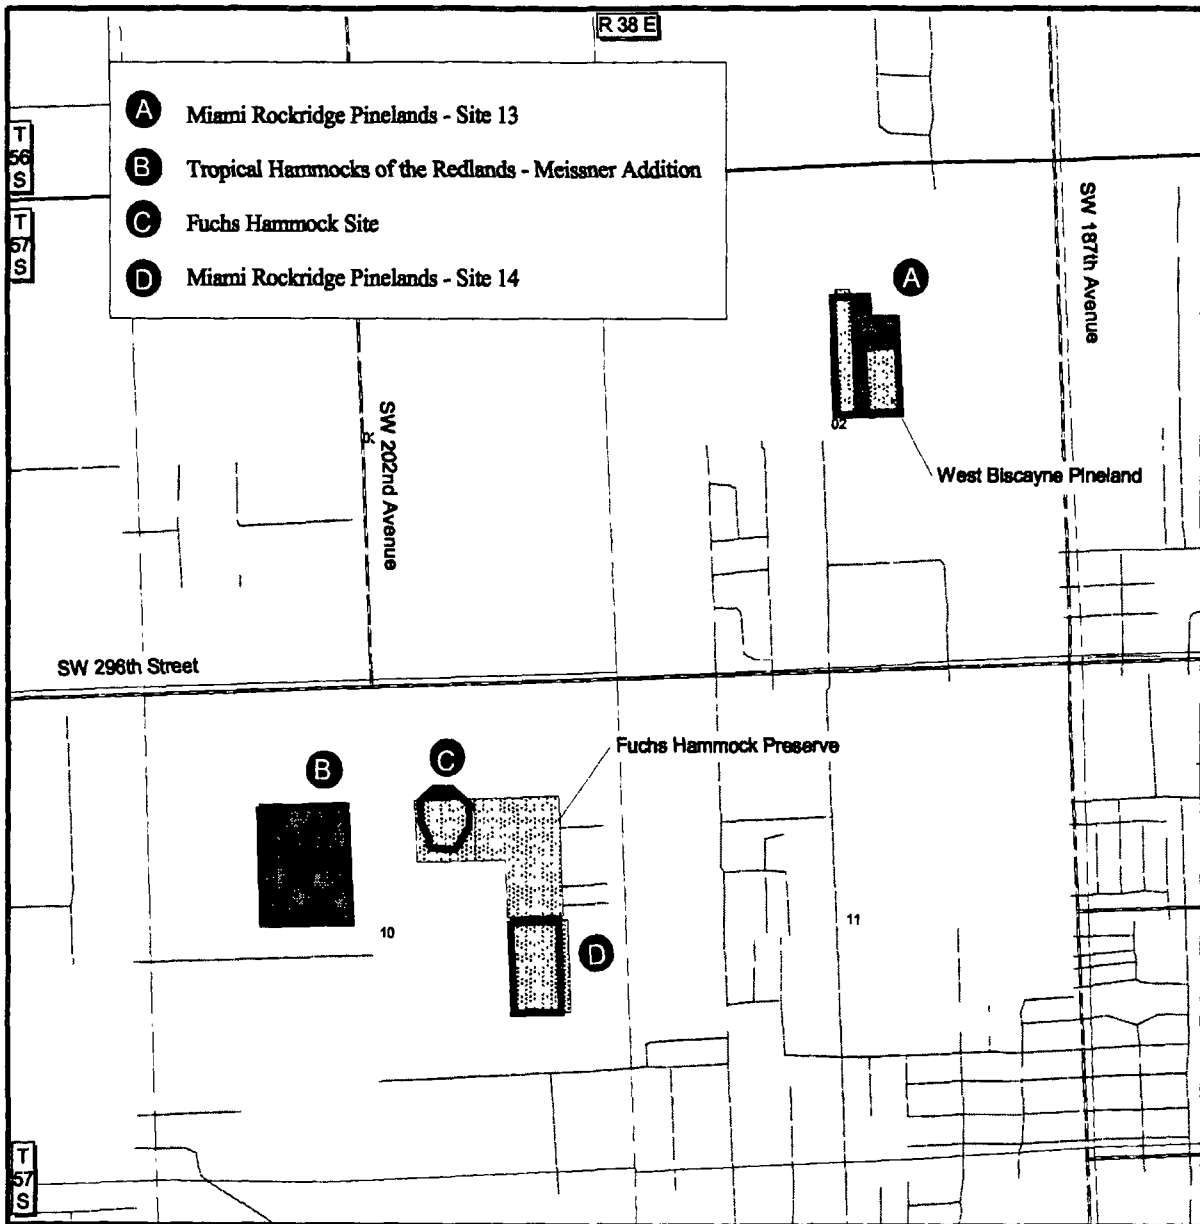 R 38 E
A Miami Rockridge Pinelands - Site 13
B Tropical Hammocks of the Redlands - Meissner Addition
C Fuchs Hammock Site
D Miami Rockridge Pinelands - Site 14
T
56
S
T
57
S
SW 187th Avenue
A
02
West Biscayne Pineland
SW 202nd Avenue
SW 296th Street
Fuchs Hammock Preserve
B
C
10
11
D
T
57
S